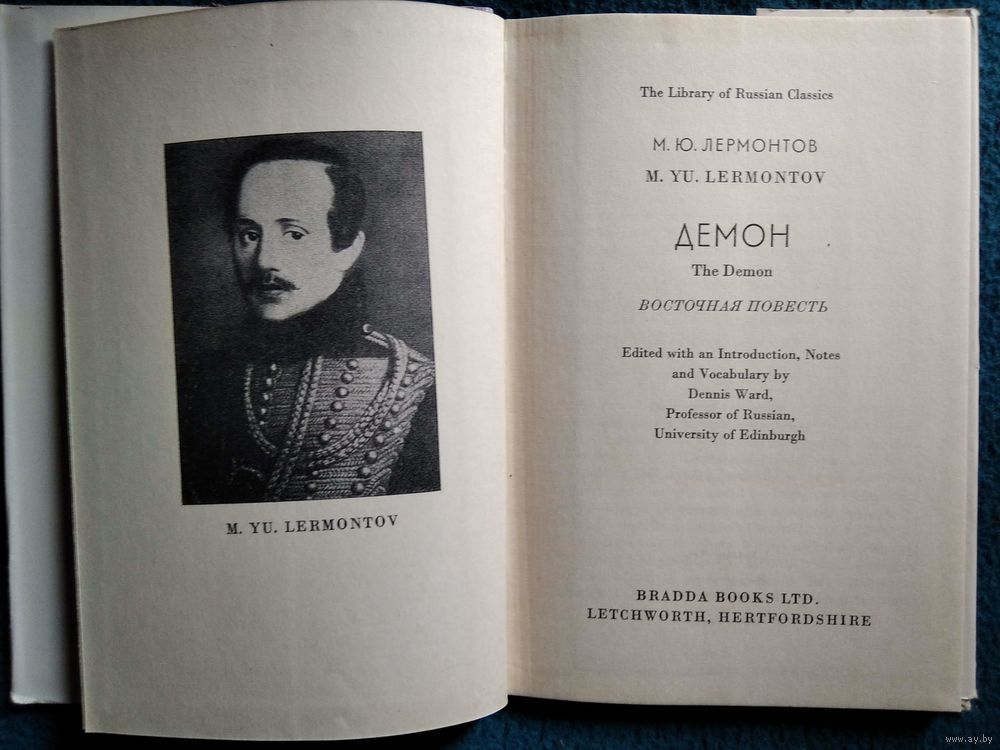 M. YU. LERMONTOV
The Library of Russian Classics
М. Ю. ЛЕРМОНТОВ
M. YU. LERMONTOV
ДЕМОН
The Demon
ВОСТОЧНАЯ ПОВЕСТЬ
Edited with an Introduction, Notes
and Vocabulary by
Dennis Ward,
Professor of Russian,
University of Edinburgh
BRADDA BOOKS LTD.
LETCHWORTH, HERTFORDSHIRE
www.ay.by